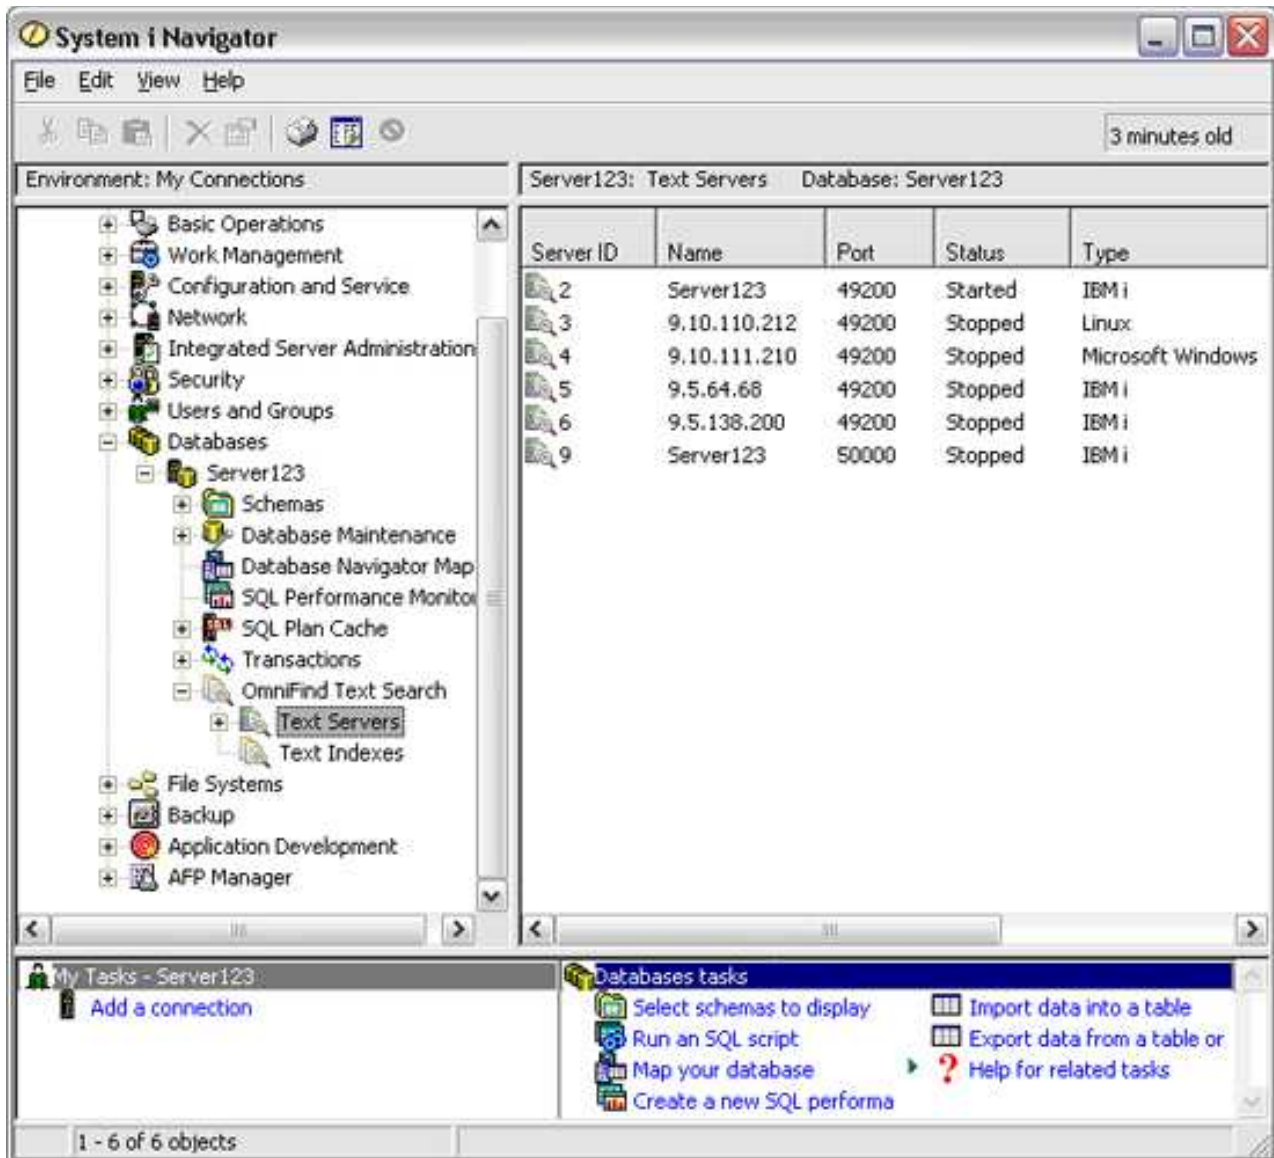 System i Navigator
File Edit View Help
3 minutes old
Environment: My Connections
Server123: Text Servers Database: Server123
Basic Operations
Work Management
Configuration and Service
Network
Integrated Server Administration
Security
Users and Groups
Databases
Server123
Schemas
Database Maintenance
Database Navigator Map
SQL Performance Monitor
SQL Plan Cache
Transactions
OmniFind Text Search
Text Servers
Text Indexes
File Systems
Backup
Application Development
AFP Manager
Server ID Name Port Status Type
2 Server123 49200 Started IBM i
3 9.10.110.212 49200 Stopped Linux
4 9.10.111.210 49200 Stopped Microsoft Windows
5 9.5.64.68 49200 Stopped IBM i
6 9.5.138.200 49200 Stopped IBM i
9 Server123 50000 Stopped IBM i
My Tasks - Server123
Add a connection
Databases tasks
Select schemas to display
Run an SQL script
Map your database
Create a new SQL performa
Import data into a table
Export data from a table or
Help for related tasks
1 - 6 of 6 objects